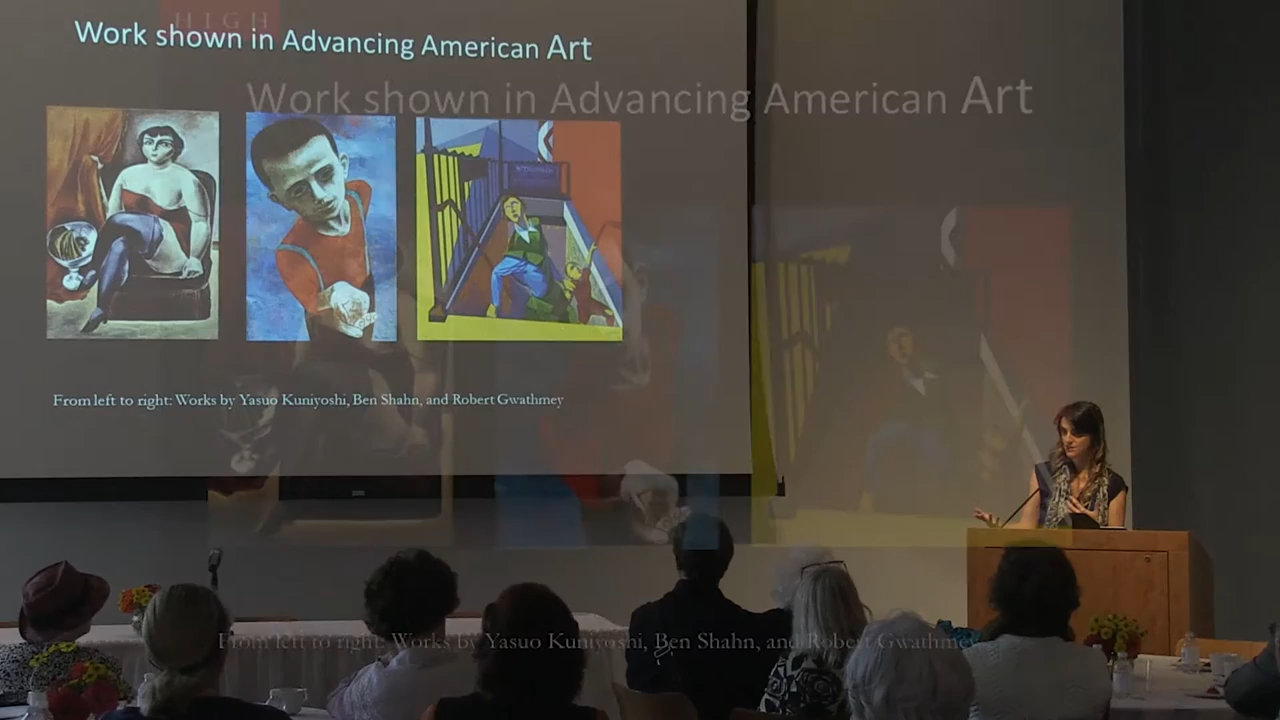 HIGH
Work shown in Advancing American Art
Work shown in Advancing American Art
From left to right: Works by Yasuo Kuniyoshi, Ben Shahn, and Robert Gwathmey
From left to right: Works by Yasuo Kuniyoshi, Ben Shahn, and Robert Gwathmey